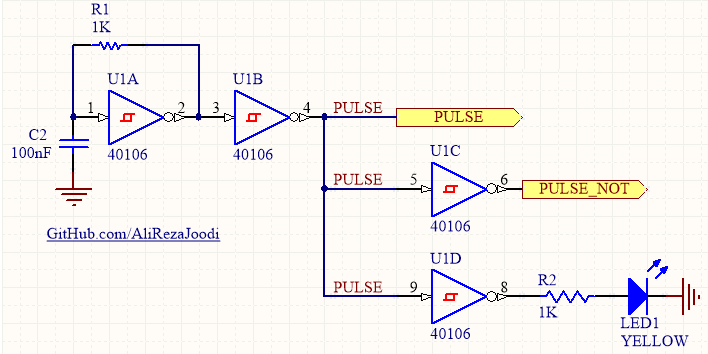 R1
1K
U1A
U1B
1
2
3
4
PULSE
PULSE
C2
100nF
40106
40106
U1C
PULSE
5
6
PULSE_NOT
40106
GitHub.com/AliRezaJoodi
U1D
PULSE
9
8
R2
1K
40106
LED1
YELLOW